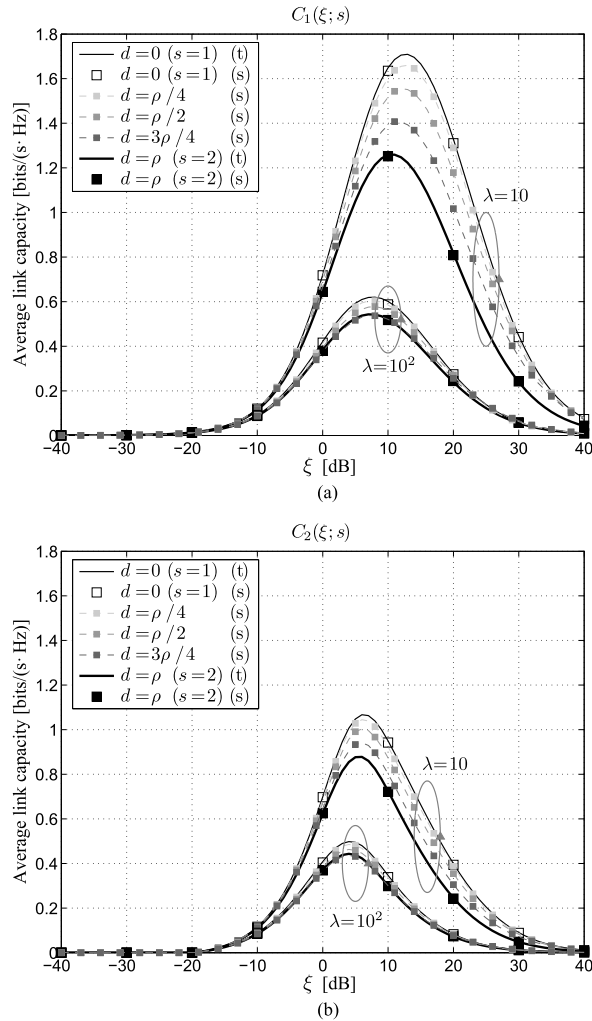 C₁(ξ; s)
Average link capacity [bits/(s· Hz)]
1.8
1.6
1.4
1.2
1
0.8
0.6
0.4
0.2
0
d=0 (s=1) (t)
d=0 (s=1) (s)
d=ρ/4 (s)
d=ρ/2 (s)
d=3ρ/4 (s)
d=ρ (s=2) (t)
d=ρ (s=2) (s)
λ=10
λ=10²
−40 −30 −20 −10 0 10 20 30 40
ξ [dB]
(a)
C₂(ξ; s)
Average link capacity [bits/(s· Hz)]
1.8
1.6
1.4
1.2
1
0.8
0.6
0.4
0.2
0
d=0 (s=1) (t)
d=0 (s=1) (s)
d=ρ/4 (s)
d=ρ/2 (s)
d=3ρ/4 (s)
d=ρ (s=2) (t)
d=ρ (s=2) (s)
λ=10
λ=10²
−40 −30 −20 −10 0 10 20 30 40
ξ [dB]
(b)